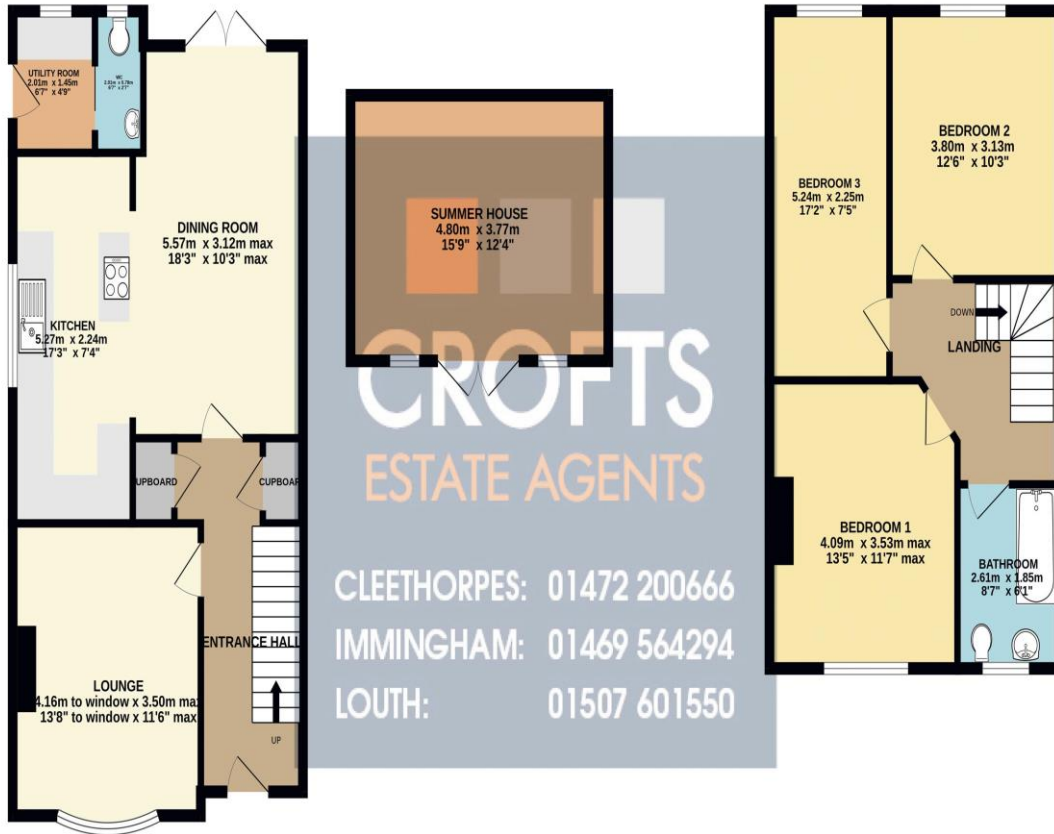 UTILITY ROOM
2.01m x 1.45m
6'7" x 4'9"
WC
DINING ROOM
5.57m x 3.12m max
18'3" x 10'3" max
KITCHEN
5.27m x 2.24m
17'3" x 7'4"
UPBOARD
CUPBOAR
LOUNGE
4.16m to window x 3.50m max
13'8" to window x 11'6" max
ENTRANCE HALL
UP
SUMMER HOUSE
4.80m x 3.77m
15'9" x 12'4"
CROFTS
ESTATE AGENTS
CLEETHORPES: 01472 200666
IMMINGHAM: 01469 564294
LOUTH: 01507 601550
BEDROOM 3
5.24m x 2.25m
17'2" x 7'5"
BEDROOM 2
3.80m x 3.13m
12'6" x 10'3"
DOWN
LANDING
BEDROOM 1
4.09m x 3.53m max
13'5" x 11'7" max
BATHROOM
2.61m x 1.85m
8'7" x 6'1"